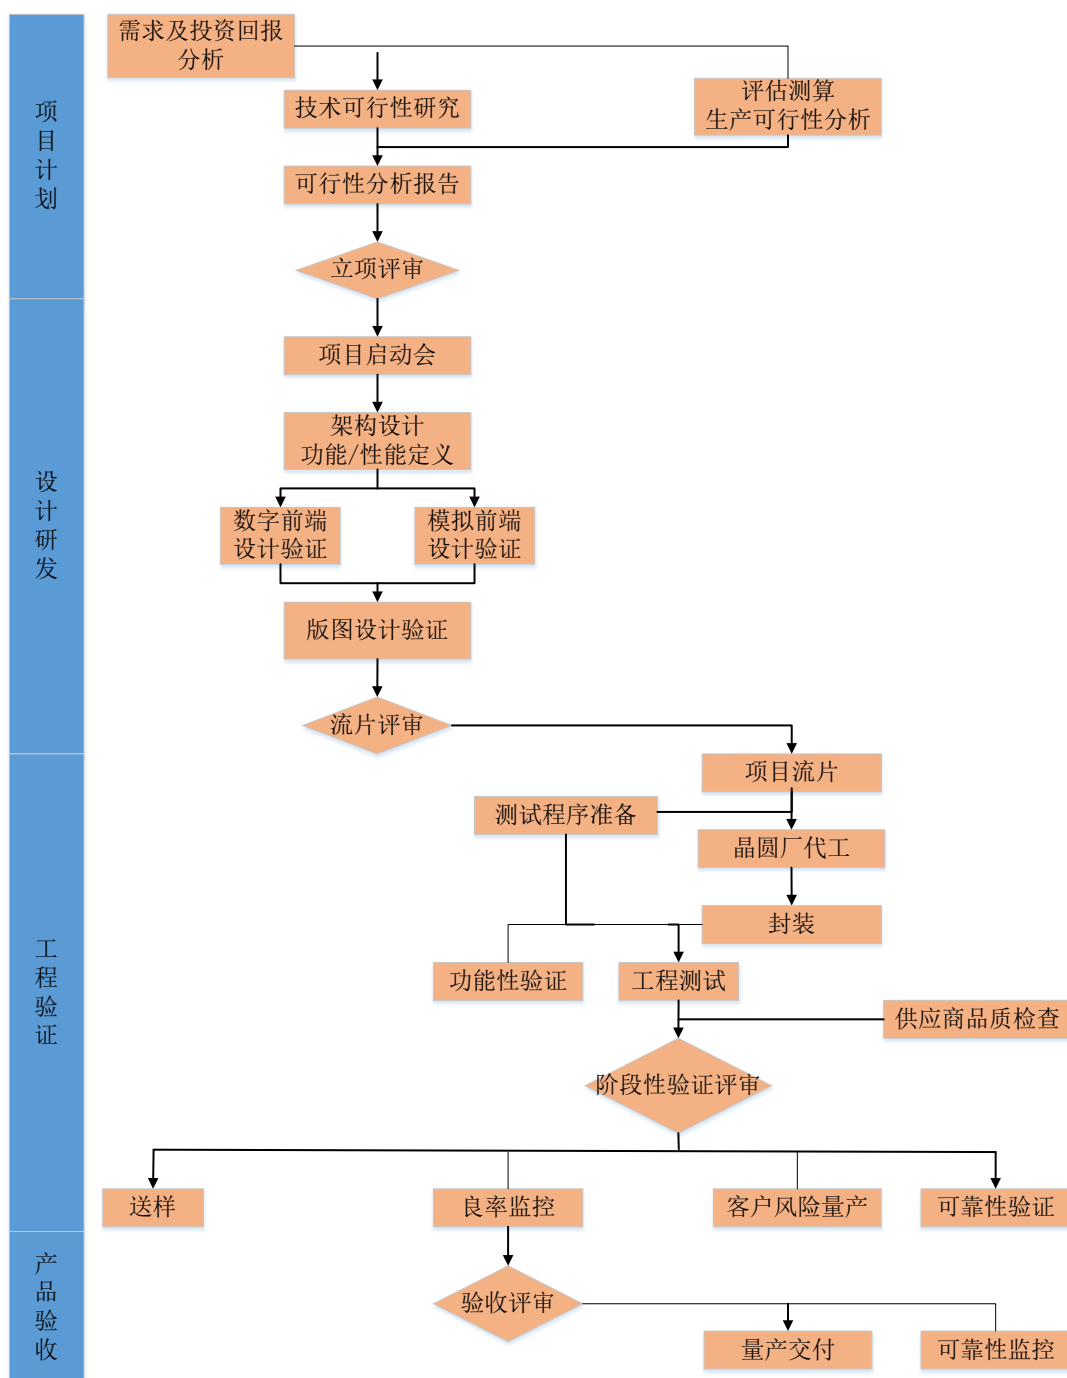 项目计划
需求及投资回报
分析
技术可行性研究
评估测算
生产可行性分析
可行性分析报告
立项评审
设计研发
项目启动会
架构设计
功能/性能定义
数字前端
设计验证
模拟前端
设计验证
版图设计验证
流片评审
工程验证
项目流片
测试程序准备
晶圆厂代工
封装
功能性验证
工程测试
供应商品质检查
阶段性验证评审
送样
良率监控
客户风险量产
可靠性验证
产品验收
验收评审
量产交付
可靠性监控